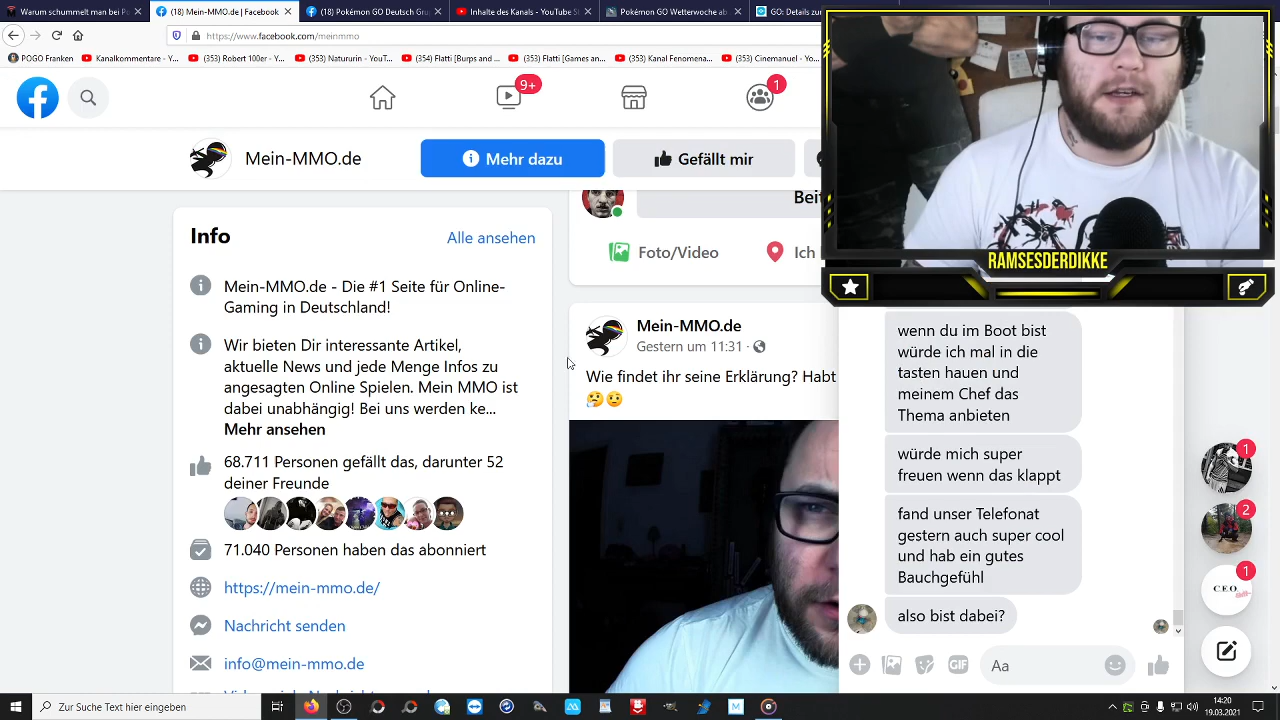 Warum schummelt man bei Po
(18) Mein-MMO.de | Facebook
(18) Pokémon GO Deutsch Gru
Inhalte des Kanals - YouTube S
Pokémon GO Wetterwoche ab
GO: Details zu
https://www.facebook.com/meinmmo
POGO Franken
Kanalkommentare - Y...
(353) Robert 100er - Y...
(353) Natururin - YouT...
(354) Flatti [Burps and ...
(353) Flatti [Games an...
(353) Kanal Fenomena...
(353) Cinemanuel - Yo...
9+
1
Mein-MMO.de
Mehr dazu
Gefällt mir
Info
Alle ansehen
Mein-MMO.de - Die #1 Seite für Online-
Gaming in Deutschland!
Wir bieten Dir interessante Artikel,
aktuelle News und jede Menge Infos zu
angesagten Online Spielen. Mein MMO ist
dabei unabhängig! Bei uns werden ke...
Mehr ansehen
68.711 Personen gefällt das, darunter 52
deiner Freunde
71.040 Personen haben das abonniert
https://mein-mmo.de/
Nachricht senden
info@mein-mmo.de
Beit
Foto/Video
Ich
Mein-MMO.de
Gestern um 11:31 ·
Wie findet ihr seine Erklärung? Habt
RAMSESDERDIKKE
wenn du im Boot bist
würde ich mal in die
tasten hauen und
meinem Chef das
Thema anbieten
würde mich super
freuen wenn das klappt
fand unser Telefonat
gestern auch super cool
und hab ein gutes
Bauchgefühl
also bist dabei?
GIF
Aa
1
2
1
C.E.O
Zur Suche Text hier eingeben
14:20
19.03.2021